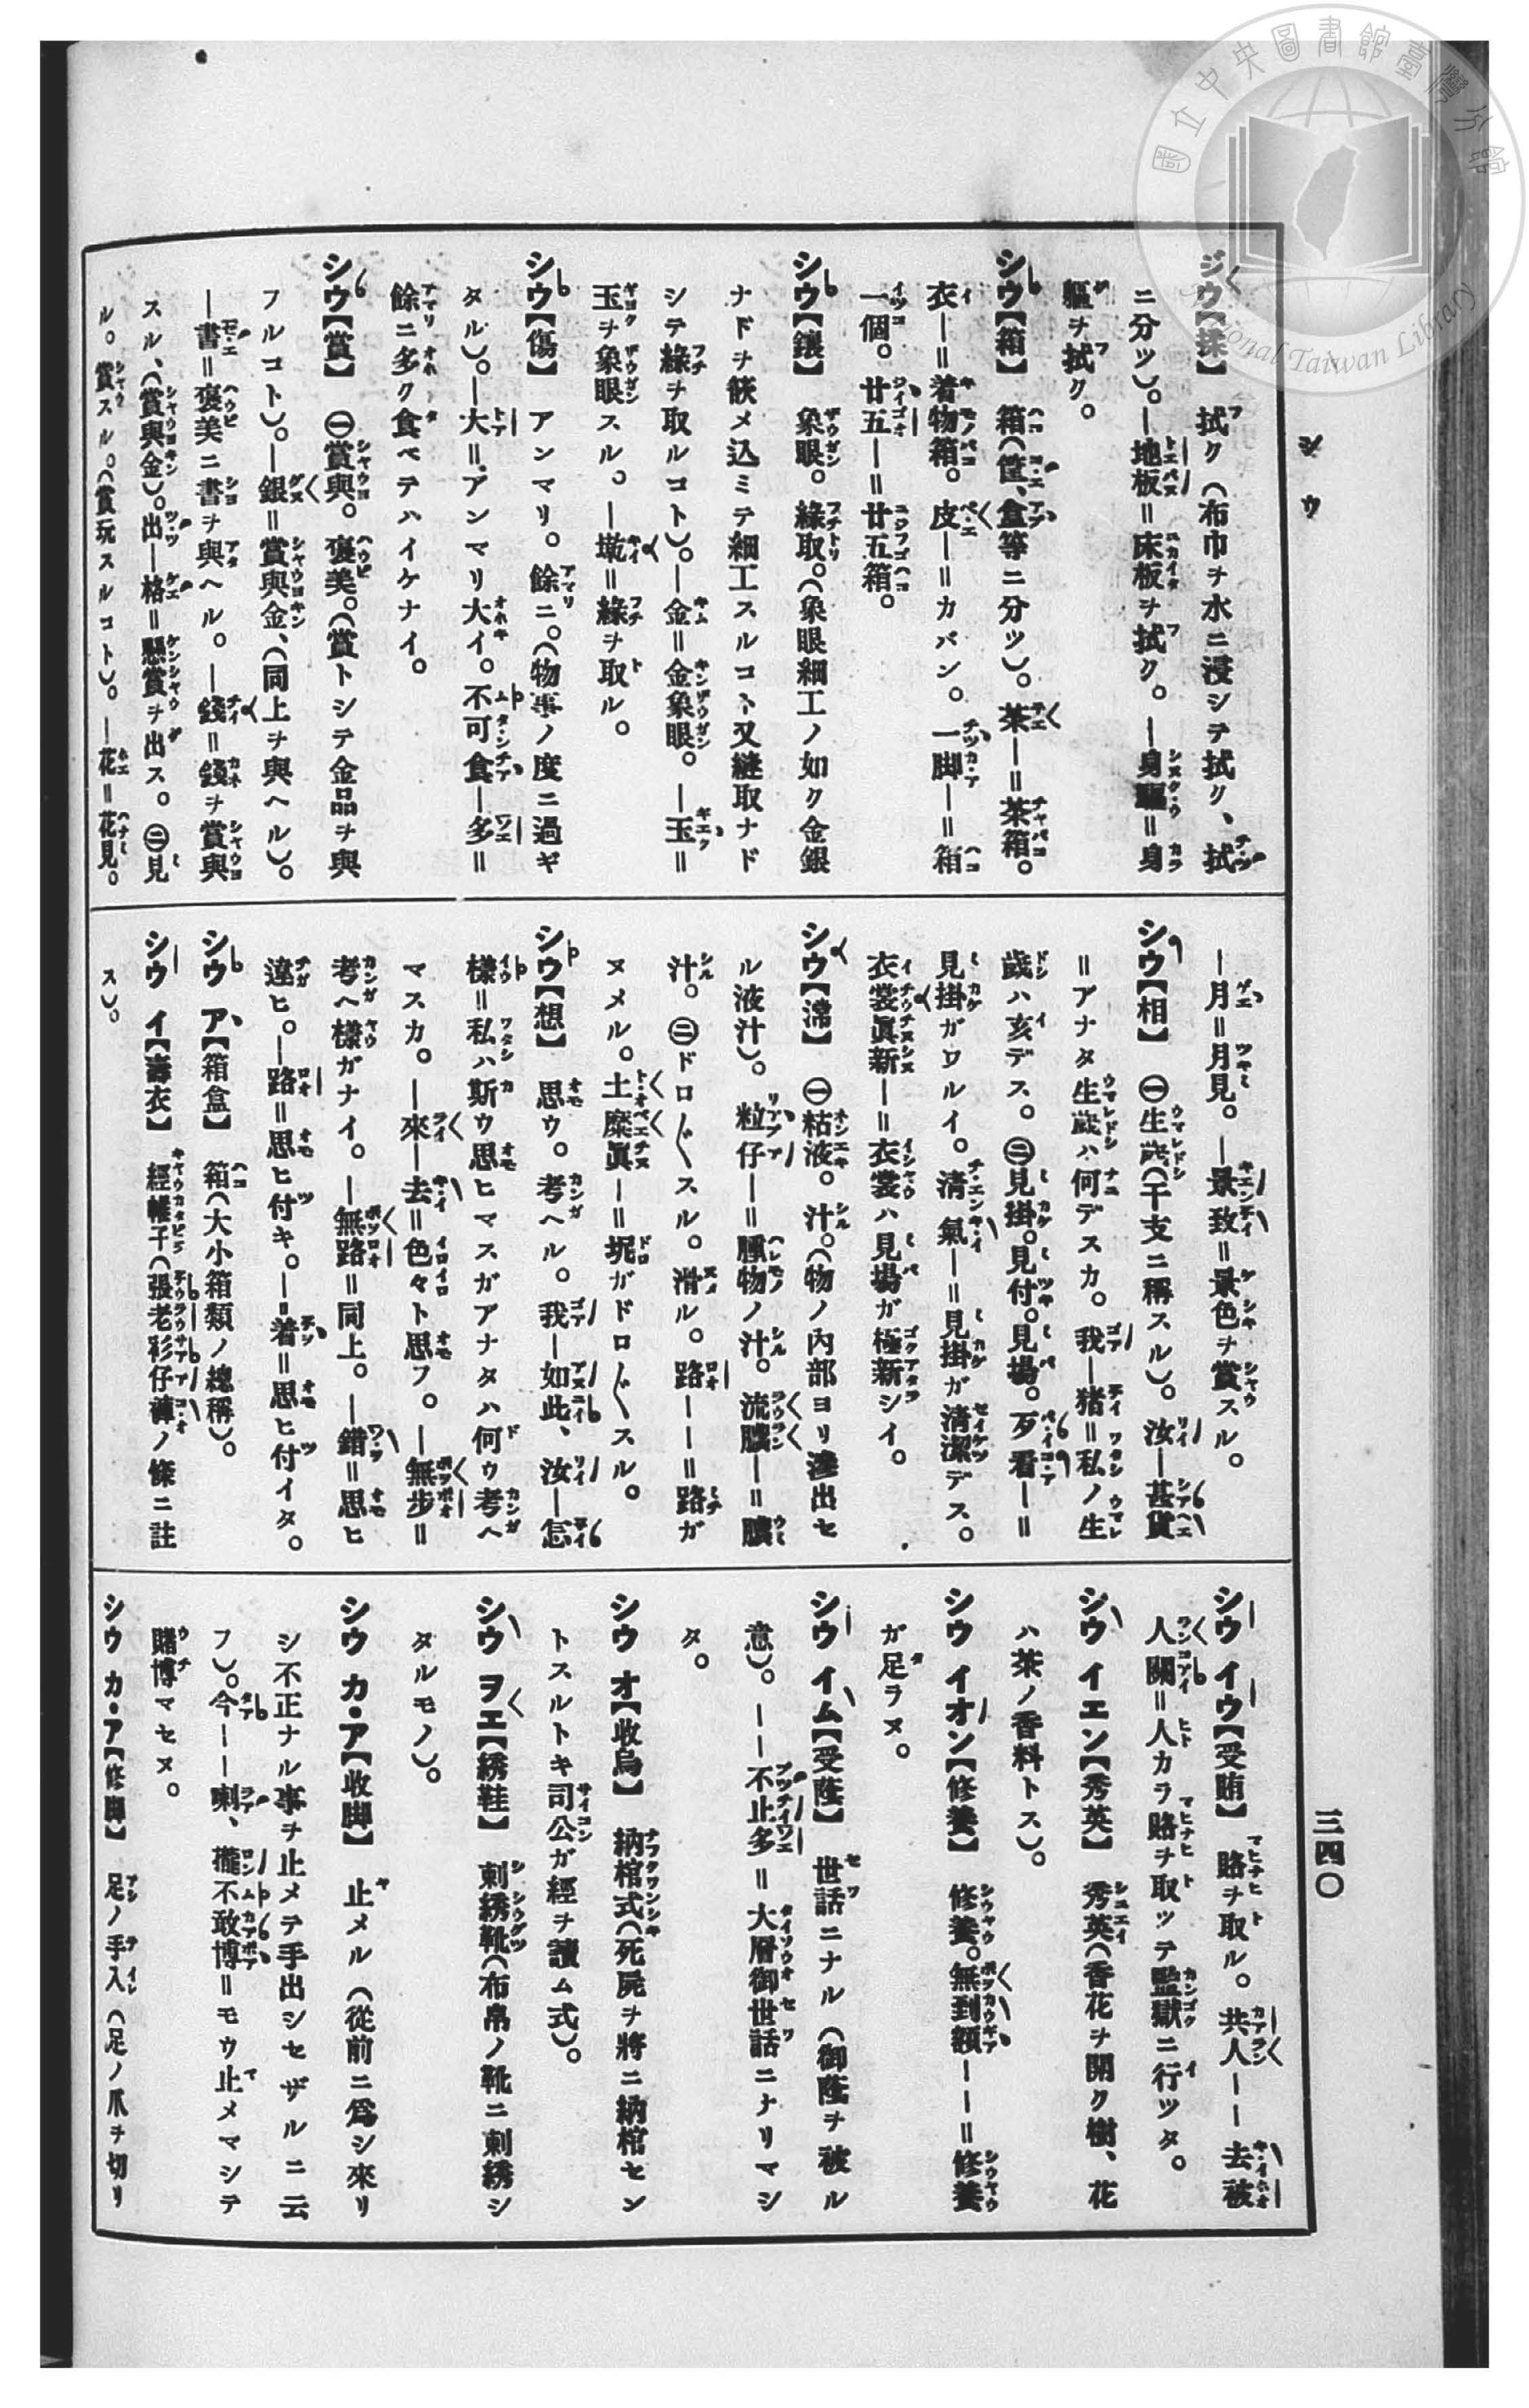 國立中央圖書館臺灣分館
National Taiwan Library
シウ
三四〇
ジウ【揉】 拭ク（布巾ヲ水ニ浸シテ拭ク、拭
ニ分ツ）。―地板＝床板ヲ拭ク。―身軀＝身
軀ヲ拭ク。
シウ【箱】 箱（筐、盒等ニ分ツ）。茶―＝茶箱。
衣―＝着物箱。皮―＝カバン。一脚―＝箱
一個。廿五―＝廿五箱。
シウ【鑲】 象眼。緣取。（象眼細工ノ如ク金銀
ナドヲ篏メ込ミテ細工スルコト又縫取ナド
シテ緣ヲ取ルコト）。―金＝金象眼。―玉＝
玉ヲ象眼スル。―墘＝緣ヲ取ル。
シウ【傷】 アンマリ。餘ニ。（物事ノ度ニ過ギ
タル）。―大＝アンマリ大イ。不可食―多＝
餘ニ多ク食ベテハイケナイ。
シウ【賞】 ㊀賞與。褒美。（賞トシテ金品ヲ與
フルコト）。―銀＝賞與金、（同上ヲ與ヘル）。
―書＝褒美ニ書ヲ與ヘル。―錢＝錢ヲ賞與
スル、（賞與金）。出―格＝懸賞ヲ出ス。㊁見
ル。賞スル。（賞玩スルコト）。―花＝花見。
―月＝月見。―景致＝景色ヲ賞スル。
シウ【相】 ㊀生歲（干支ニ稱スル）。汝―甚貨
＝アナタ生歲ハ何デスカ。我―猪＝私ノ生
歲ハ亥デス。㊁見掛。見付。見場。歹看―＝
見掛ガワルイ。清氣―＝見掛ガ清潔デス。
衣裳眞新―＝衣裳ハ見場ガ極新シイ。
シウ【瀦】 ㊀粘液。汁。（物ノ內部ヨリ滲出セ
ル液汁）。粒仔―＝腫物ノ汁。流膿―＝膿
汁。㊁ドロ〴〵スル。滑ル。路――＝路ガ
ヌメル。土糜眞―＝坭ガドロ〴〵スル。
シウ【想】 思ウ。考ヘル。我―如此、汝―怎
樣＝私ハ斯ウ思ヒマスガアナタハ何ウ考ヘ
マスカ。―來―去＝色々ト思フ。―無步＝
考ヘ樣ガナイ。―無路＝同上。―錯＝思ヒ
違ヒ。―路＝思ヒ付キ。―着＝思ヒ付イタ。
シウ ア【箱盒】 箱（大小箱類ノ總稱）。
シウ イ【壽衣】 經帷子（張老衫仔褲ノ條ニ註
ス）。
シウ イウ【受賄】 賂ヲ取ル。共人――去被
人關＝人カラ賂ヲ取ツテ監獄ニ行ツタ。
シウ イエン【秀英】 秀英（香花ヲ開ク樹、花
ハ茶ノ香料トス）。
シウ イオン【修養】 修養。無到額――＝修養
ガ足ラヌ。
シウ イム【受蔭】 世話ニナル（御蔭ヲ被ル
意）。――不止多＝大層御世話ニナリマシ
タ。
シウ オ【收烏】 納棺式（死屍ヲ將ニ納棺セン
トスルトキ司公ガ經ヲ讀ム式）。
シウ ヲエ【綉鞋】 刺綉靴（布帛ノ靴ニ刺綉シ
タルモノ）。
シウ カ・ア【收脚】 止メル（從前ニ爲シ來リ
シ不正ナル事ヲ止メテ手出シセザルニ云
フ）。今――喇、攏不敢博＝モウ止メマシテ
賭博マセヌ。
シウ カ・ア【修脚】 足ノ手入（足ノ爪ヲ切リ